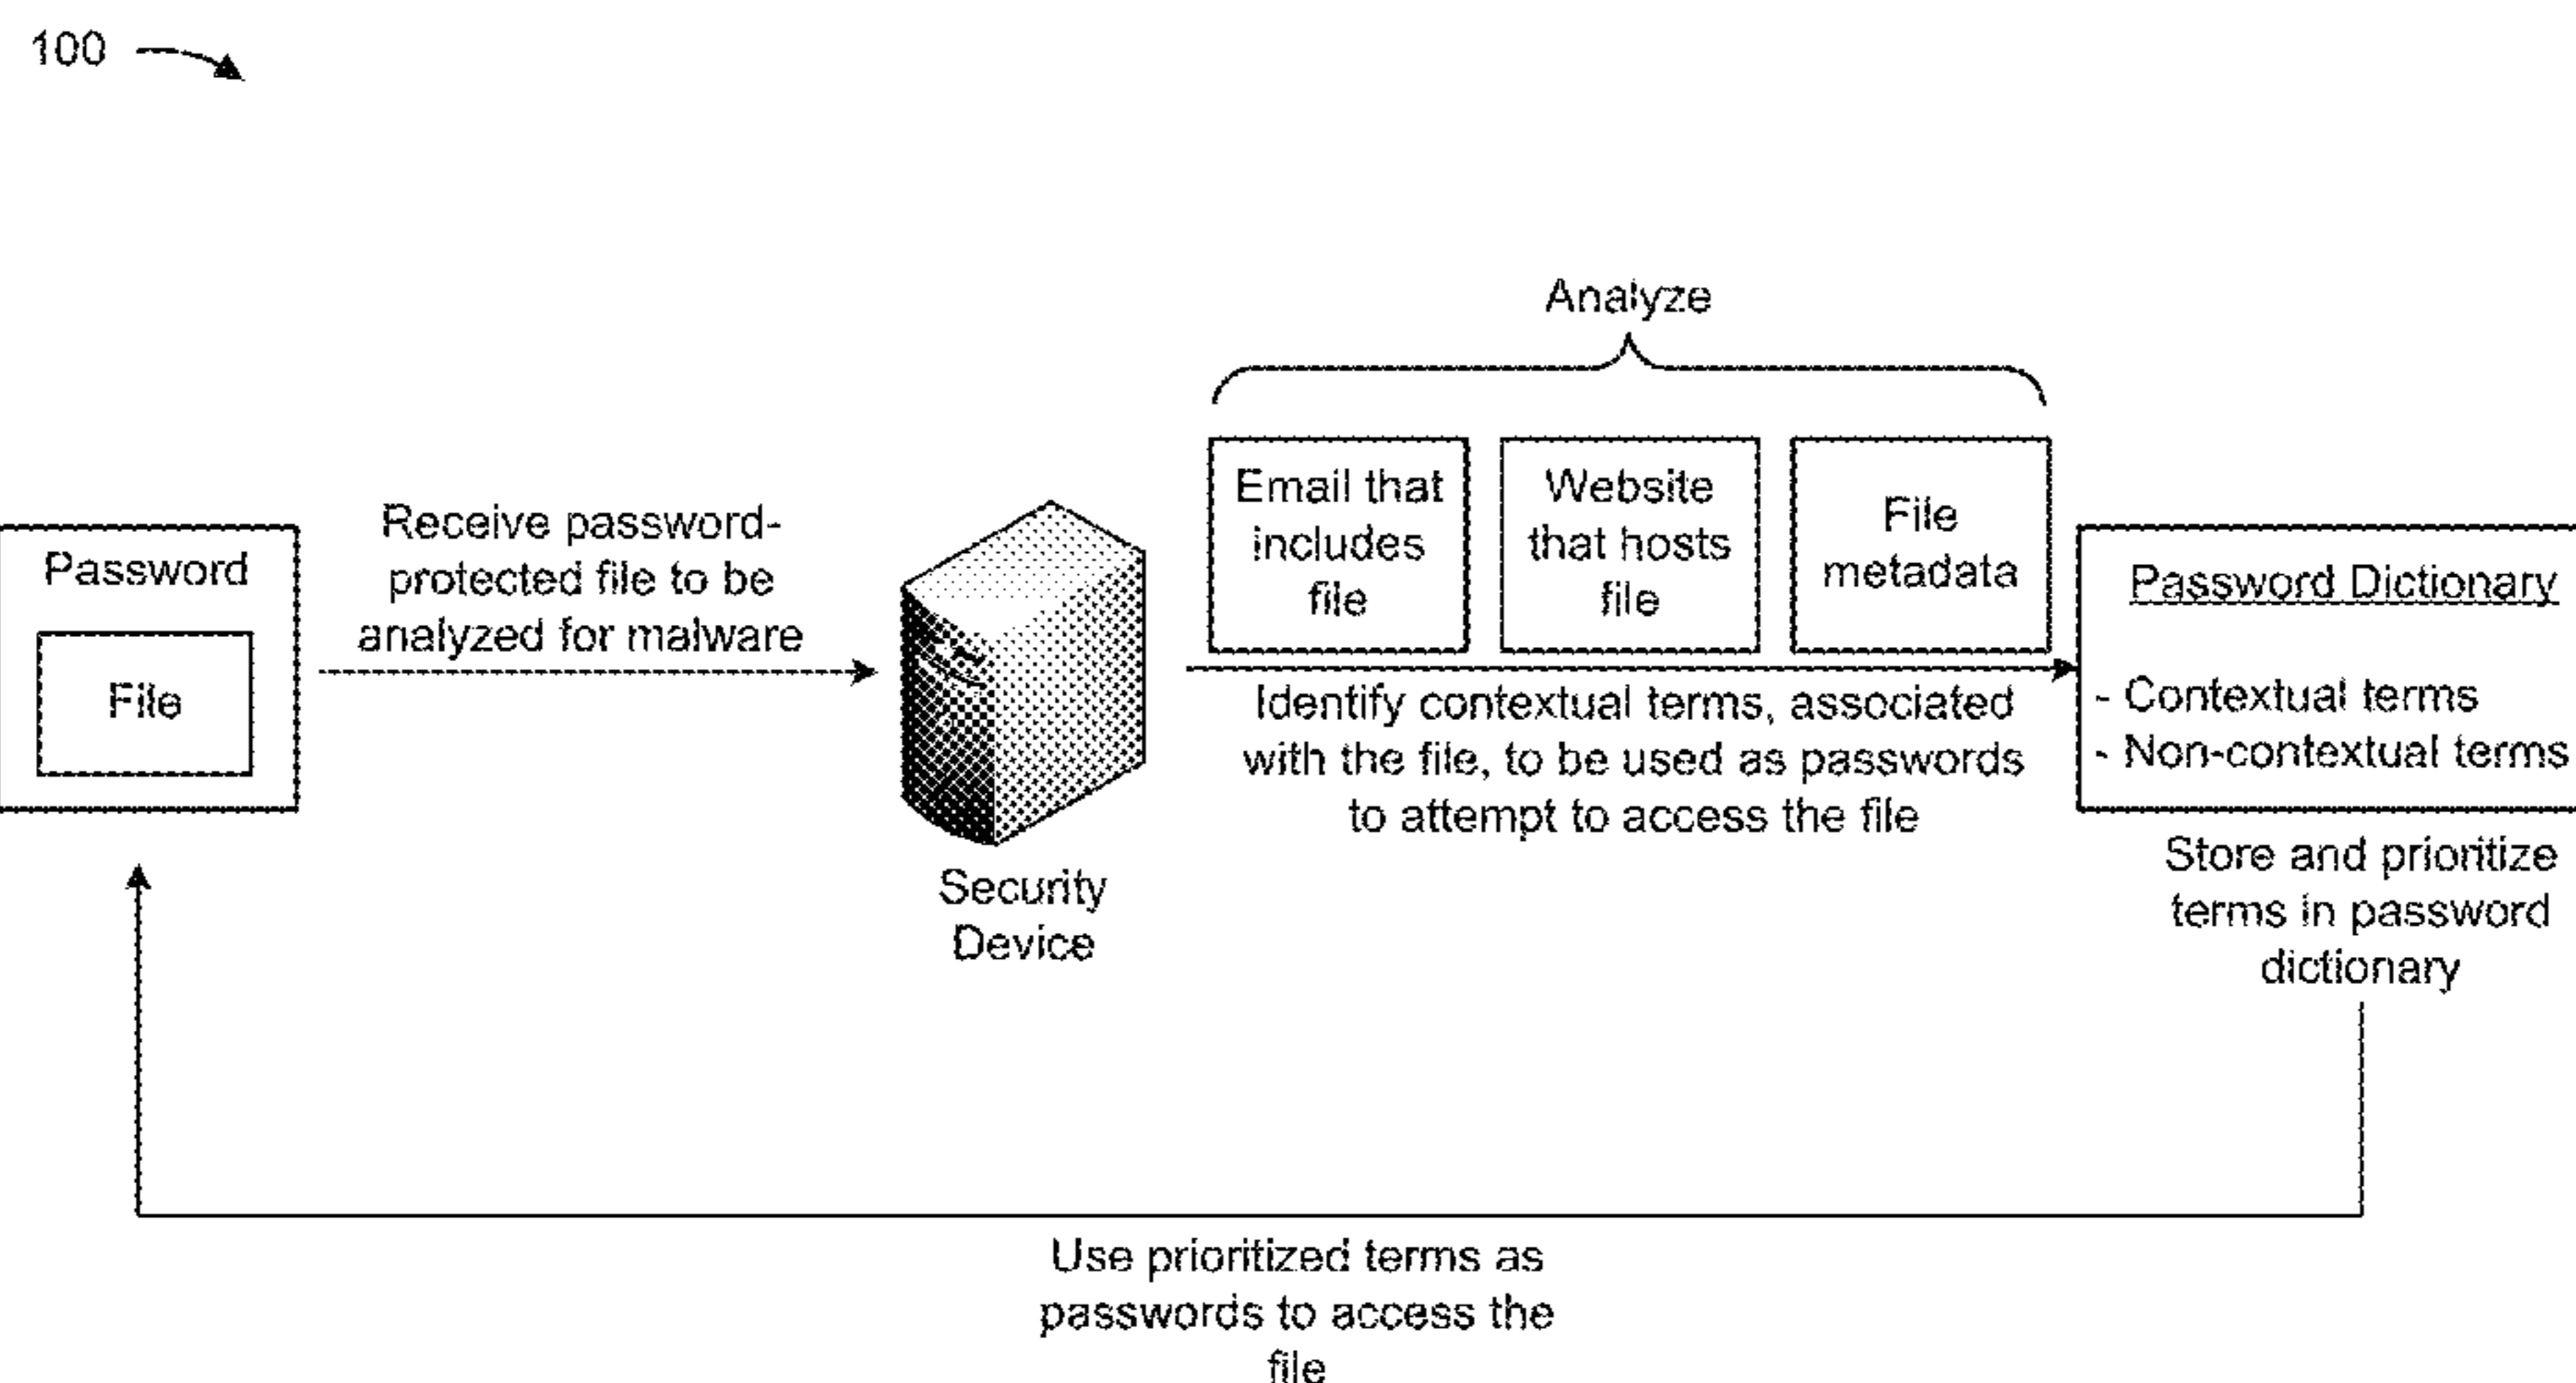 100
Analyze
Password
File
Receive password-
protected file to be
analyzed for malware
Security
Device
Email that
includes
file
Website
that hosts
file
File
metadata
Identify contextual terms, associated
with the file, to be used as passwords
to attempt to access the file
Password Dictionary
- Contextual terms
- Non-contextual terms
Store and prioritize
terms in password
dictionary
Use prioritized terms as
passwords to access the
file